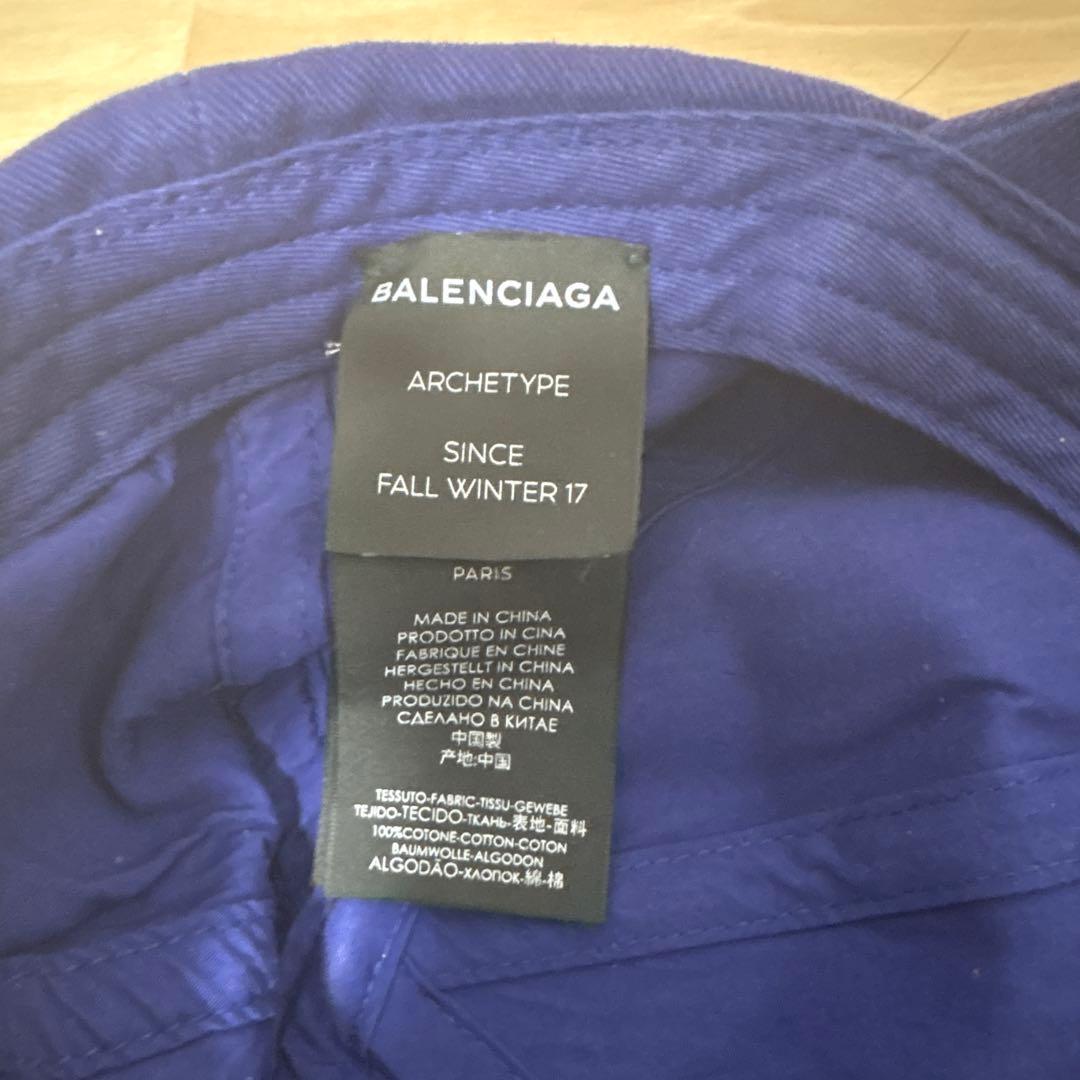 BALENCIAGA
ARCHETYPE
SINCE
FALL WINTER 17
PARIS
MADE IN CHINA
PRODOTTO IN CINA
FABRIQUE EN CHINE
HERGESTELLT IN CHINA
HECHO EN CHINA
PRODUZIDO NA CHINA
СДЕЛАНО В КИТАЕ
中国製
产地:中国
TESSUTO-FABRIC-TISSU-GEWEBE
TEJIDO-TECIDO-ТКАНЬ-表地-面料
100%COTONE-COTTON-COTON
BAUMWOLLE-ALGODON
ALGODÃO-ХЛОПОК-綿-棉